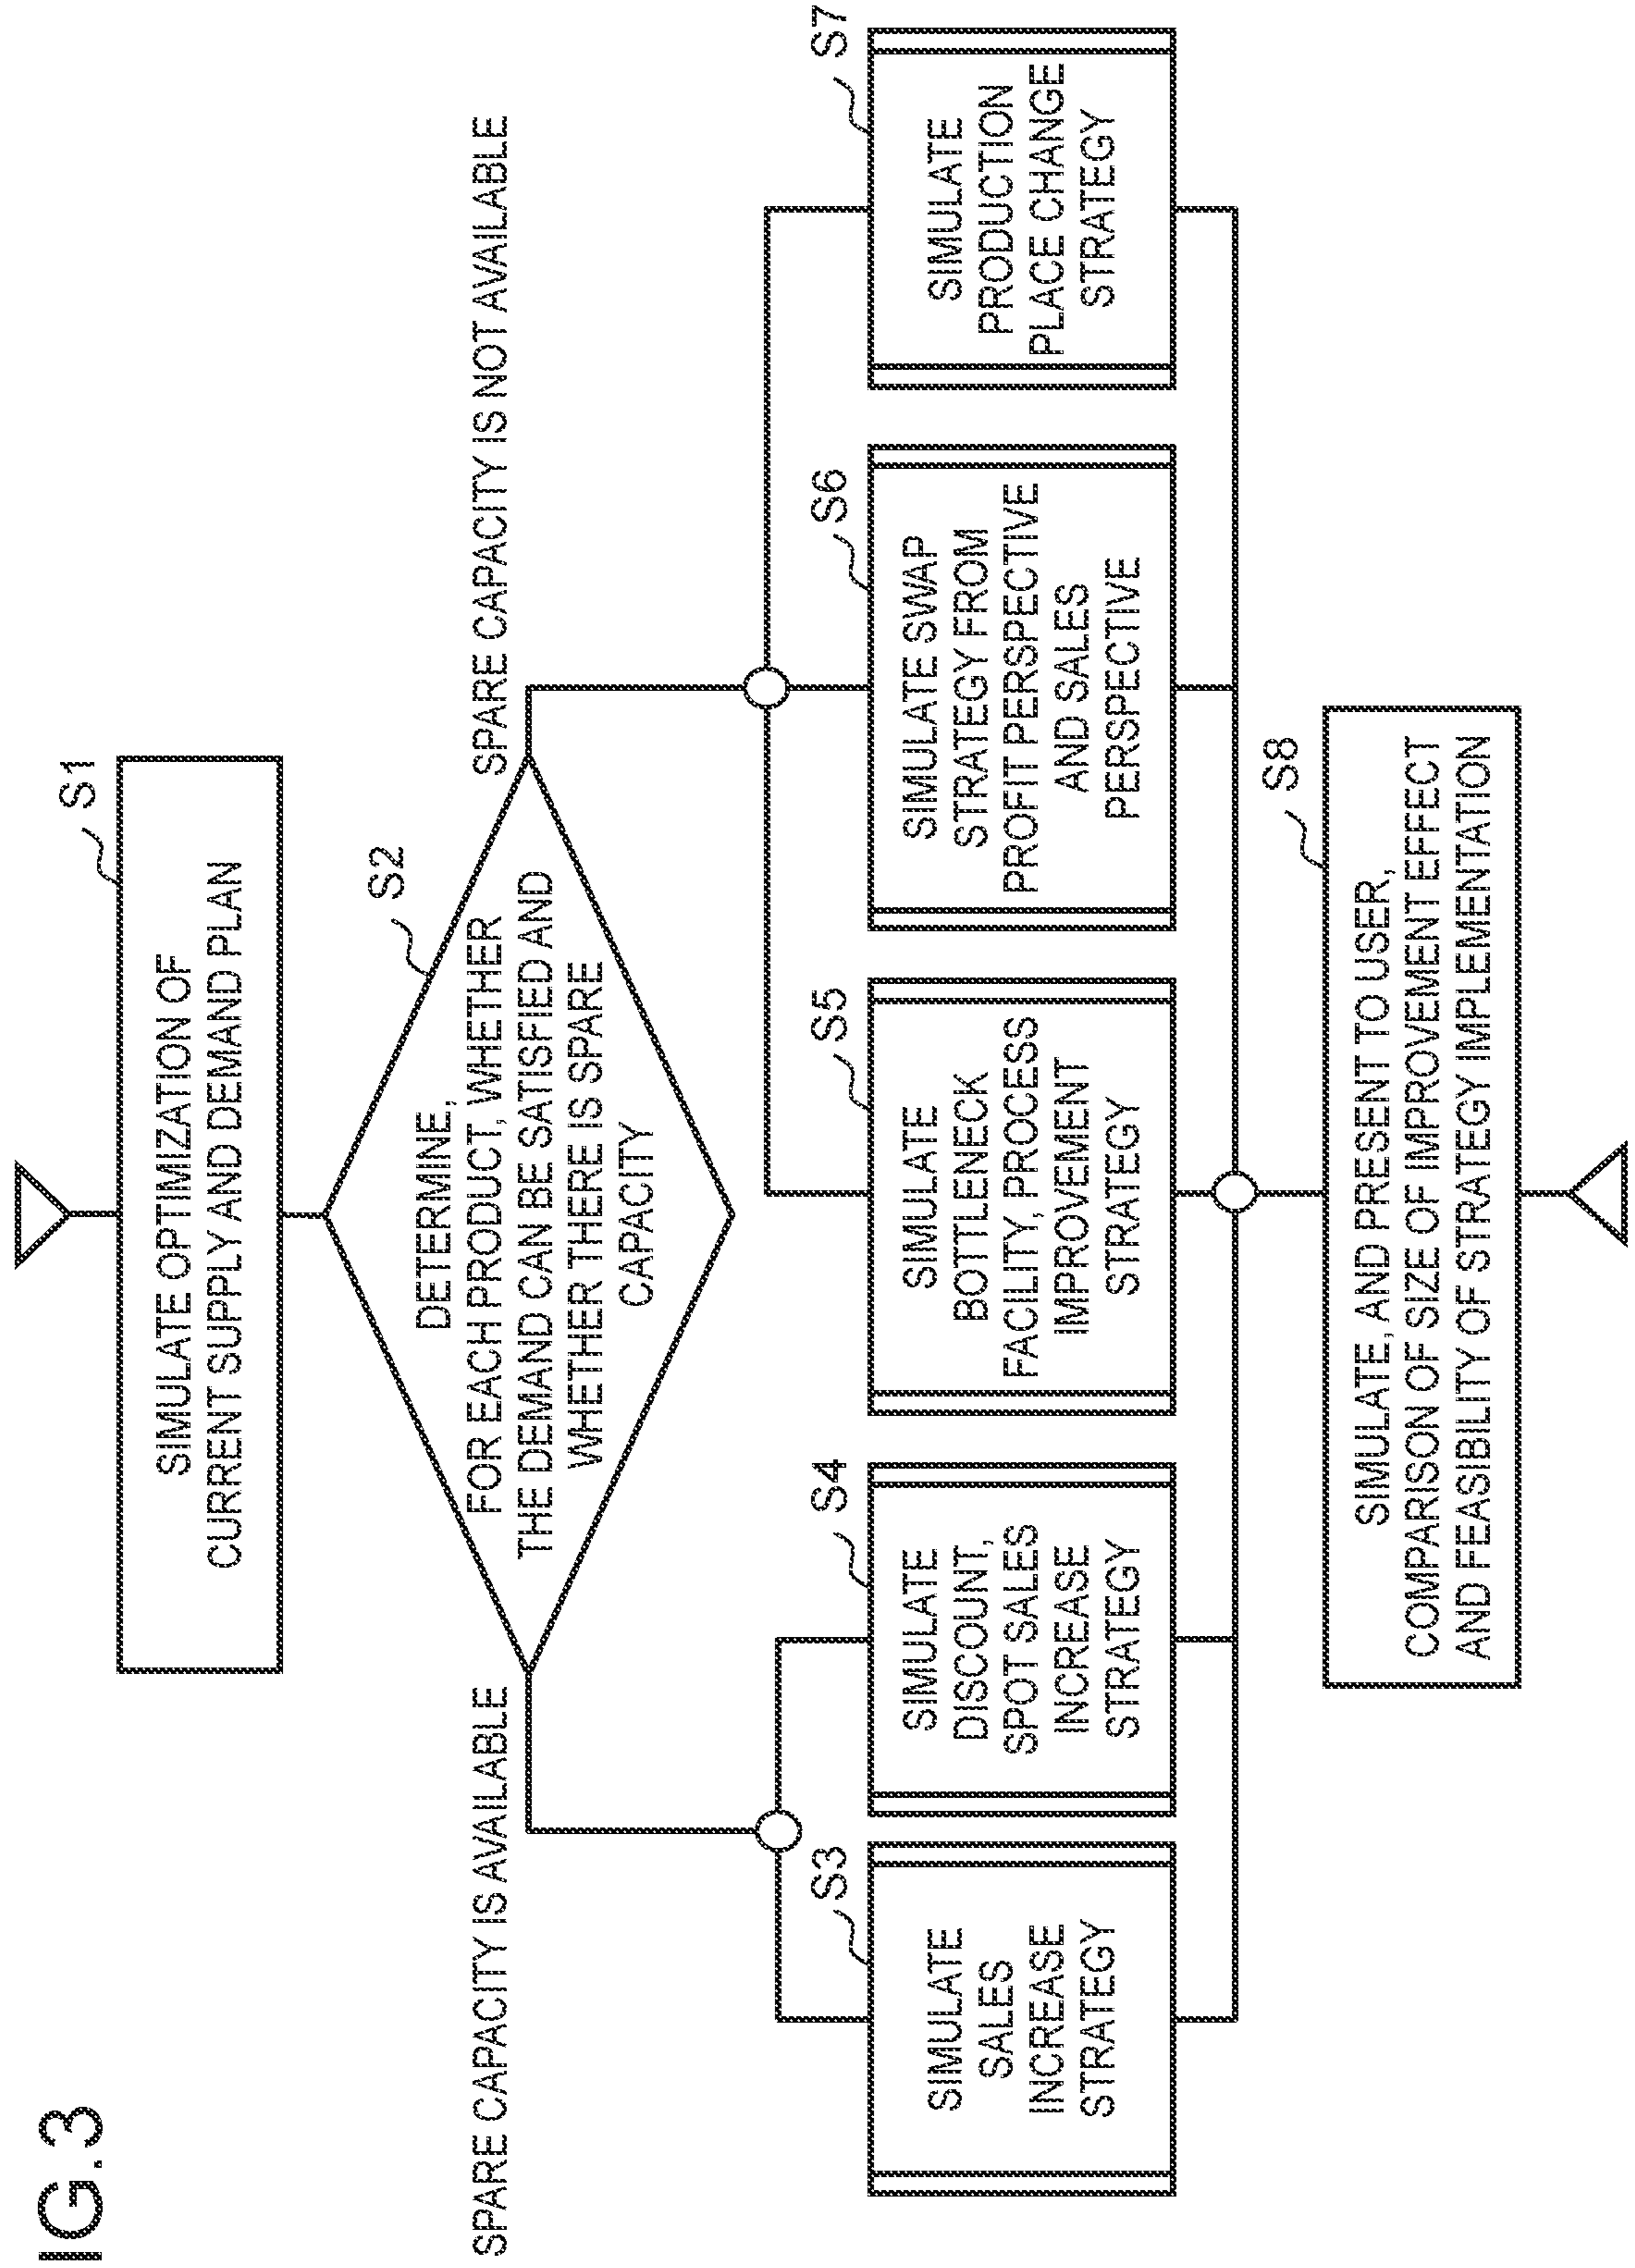 IG.3
S1
SIMULATE OPTIMIZATION OF
CURRENT SUPPLY AND DEMAND PLAN
S2
DETERMINE,
FOR EACH PRODUCT, WHETHER
THE DEMAND CAN BE SATISFIED AND
WHETHER THERE IS SPARE
CAPACITY
SPARE CAPACITY IS AVAILABLE
SPARE CAPACITY IS NOT AVAILABLE
S3
SIMULATE
SALES
INCREASE
STRATEGY
S4
SIMULATE
DISCOUNT,
SPOT SALES
INCREASE
STRATEGY
S5
SIMULATE
BOTTLENECK
FACILITY, PROCESS
IMPROVEMENT
STRATEGY
S6
SIMULATE SWAP
STRATEGY FROM
PROFIT PERSPECTIVE
AND SALES
PERSPECTIVE
S7
SIMULATE
PRODUCTION
PLACE CHANGE
STRATEGY
S8
SIMULATE, AND PRESENT TO USER,
COMPARISON OF SIZE OF IMPROVEMENT EFFECT
AND FEASIBILITY OF STRATEGY IMPLEMENTATION